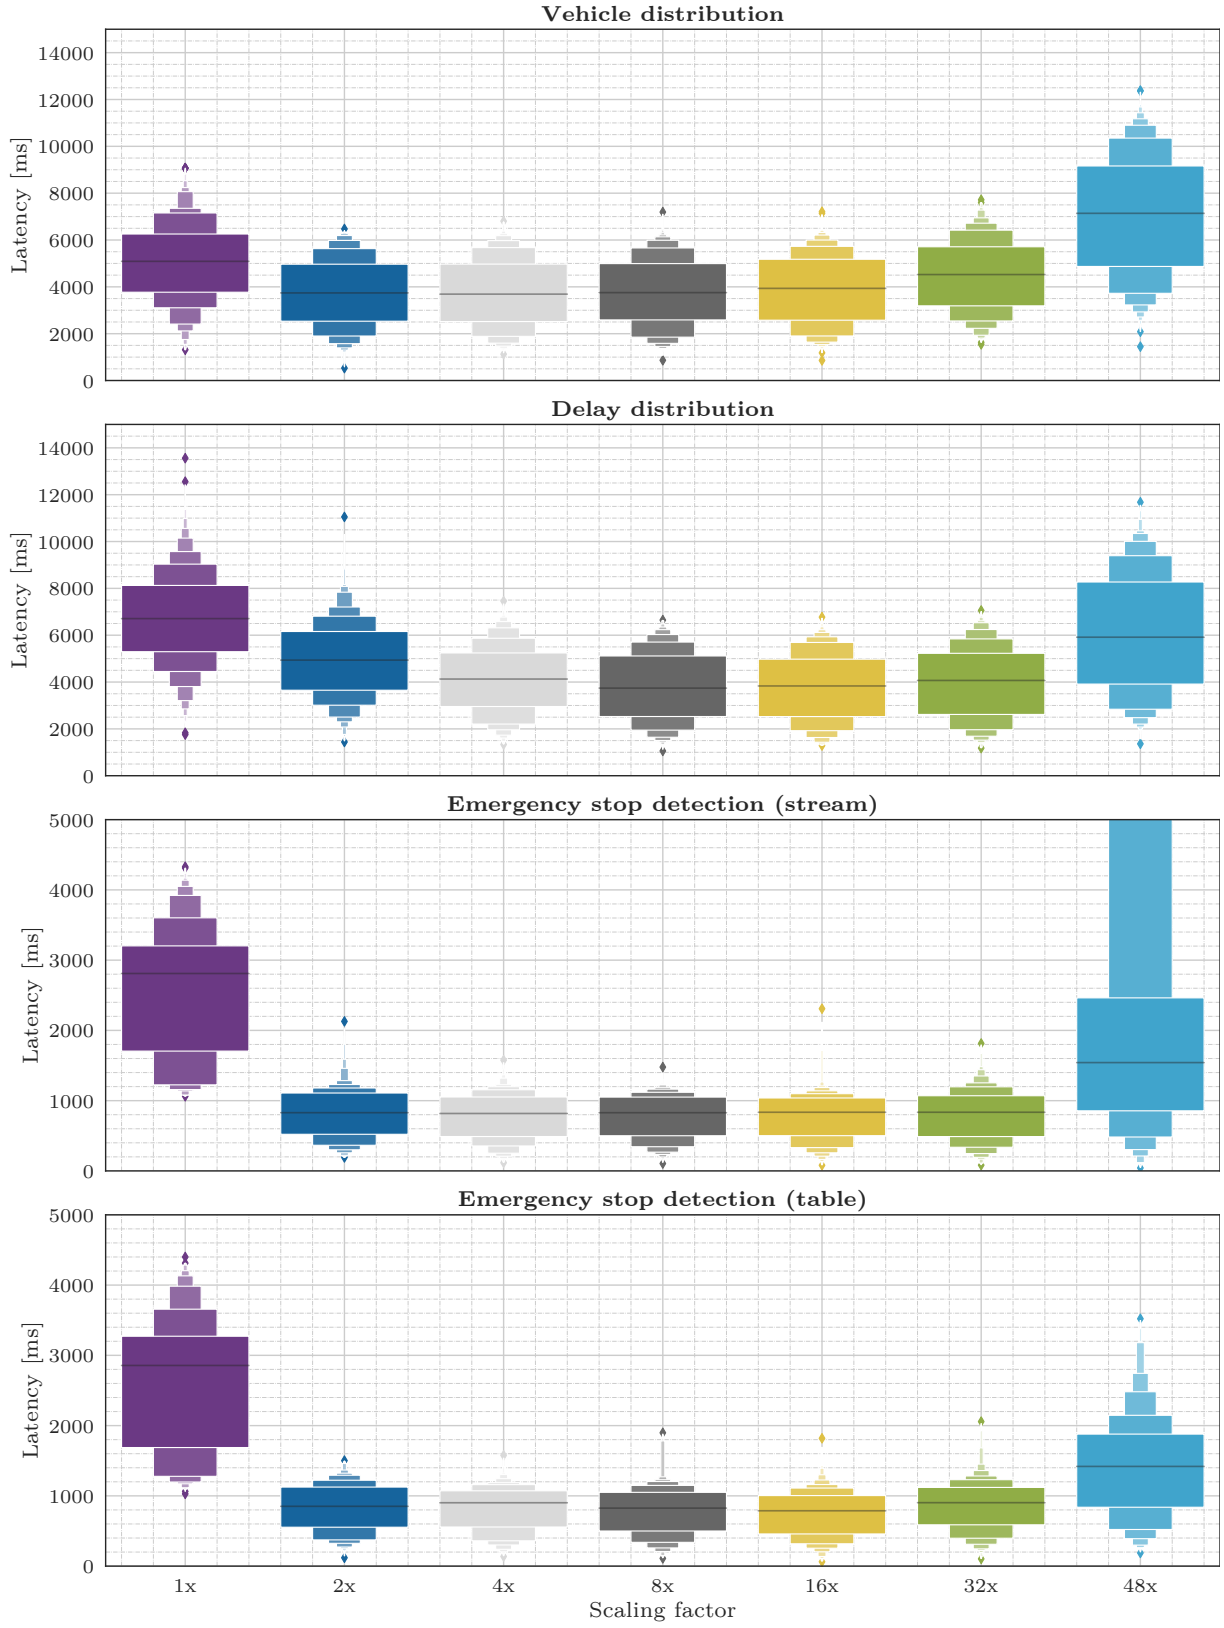 Vehicle distribution
14000
12000
10000
8000
6000
4000
2000
0
Latency [ms]
Delay distribution
14000
12000
10000
8000
6000
4000
2000
0
Latency [ms]
Emergency stop detection (stream)
5000
4000
3000
2000
1000
0
Latency [ms]
Emergency stop detection (table)
5000
4000
3000
2000
1000
0
Latency [ms]
1x 2x 4x 8x 16x 32x 48x
Scaling factor